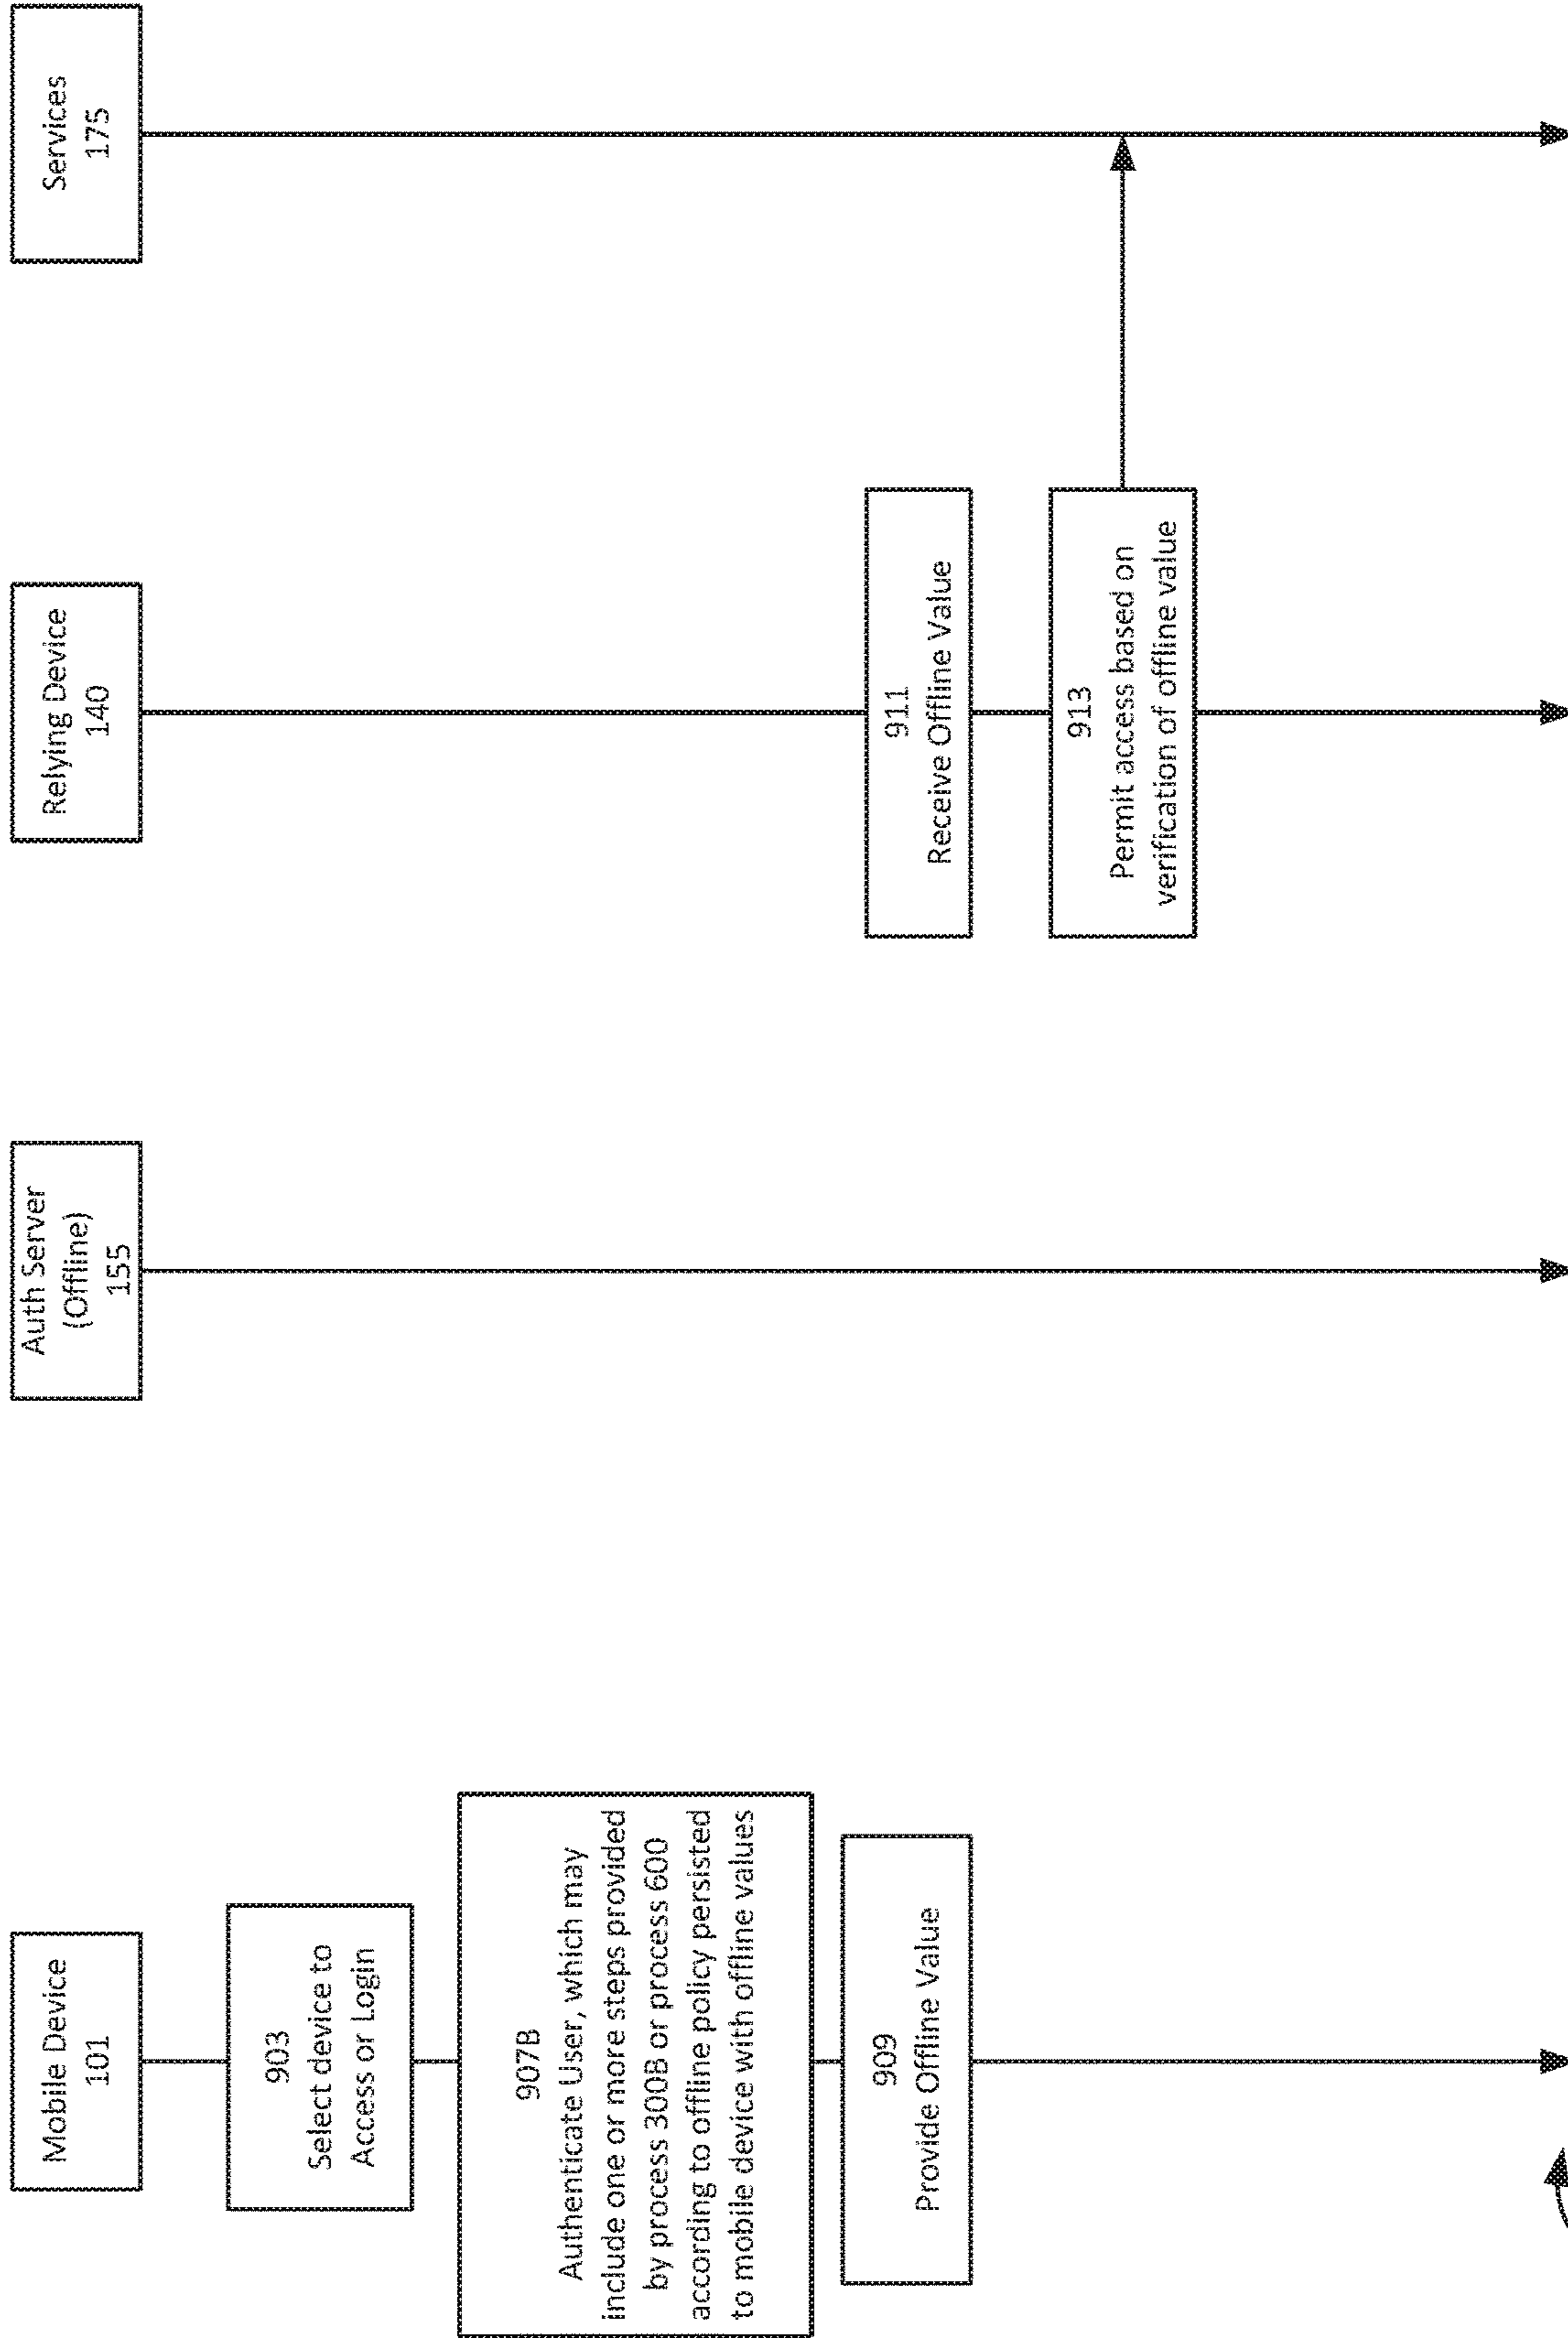 Mobile Device
101
Auth Server
(Offline)
155
Relying Device
140
Services
175
903
Select device to
Access or Login
907B
Authenticate User, which may
include one or more steps provided
by process 300B or process 600
according to offline policy persisted
to mobile device with offline values
909
Provide Offline Value
911
Receive Offline Value
913
Permit access based on
verification of offline value